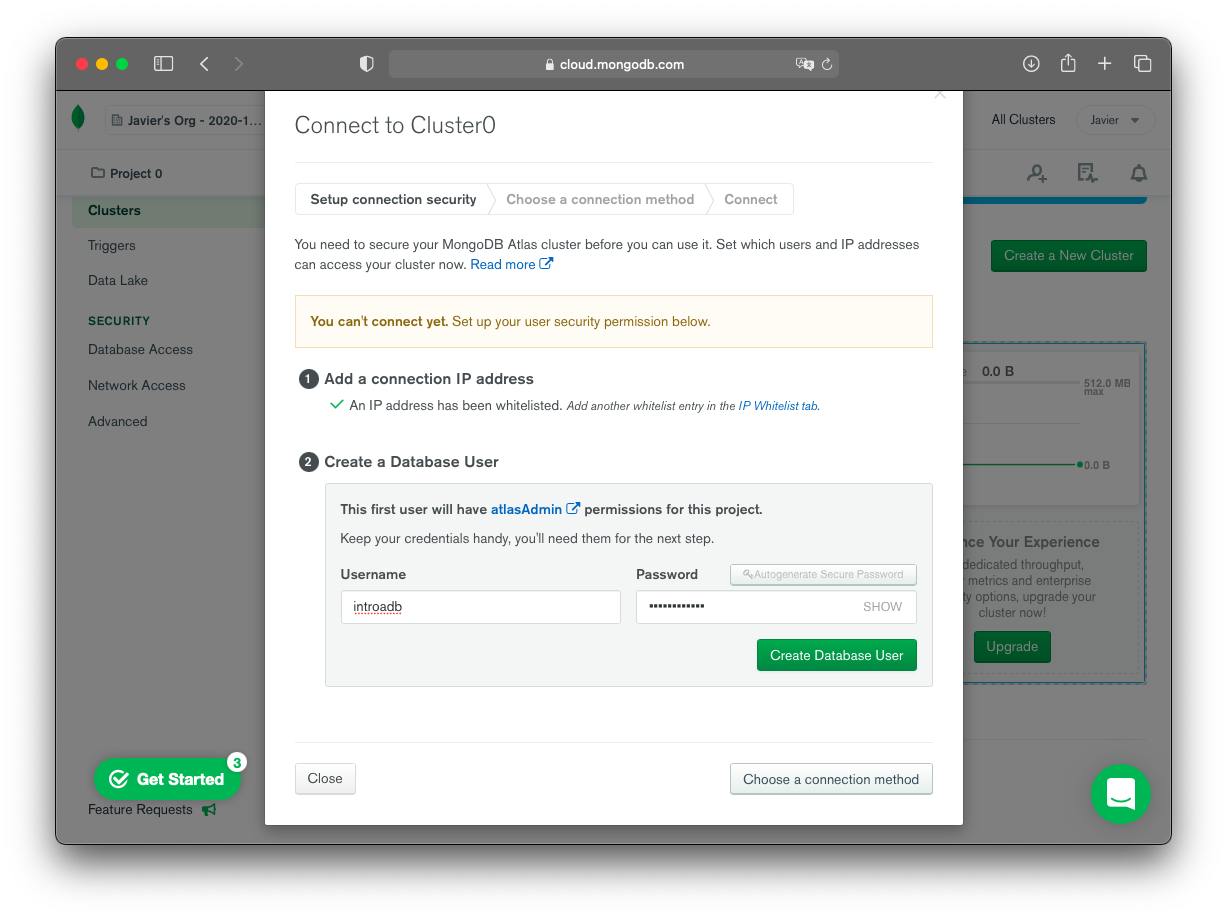 cloud.mongodb.com
Javier's Org - 2020-1...
All Clusters
Javier
Project 0
Clusters
Triggers
Data Lake
SECURITY
Database Access
Network Access
Advanced
Get Started
3
Feature Requests
Connect to Cluster0
Setup connection security
Choose a connection method
Connect
You need to secure your MongoDB Atlas cluster before you can use it. Set which users and IP addresses
can access your cluster now. Read more
You can't connect yet. Set up your user security permission below.
1 Add a connection IP address
An IP address has been whitelisted. Add another whitelist entry in the IP Whitelist tab.
2 Create a Database User
This first user will have atlasAdmin permissions for this project.
Keep your credentials handy, you'll need them for the next step.
Username
Password
Autogenerate Secure Password
introadb
••••••••••••
SHOW
Create Database User
Close
Choose a connection method
Create a New Cluster
0.0 B
512.0 MB
max
0.0 B
Your Experience
dedicated throughput,
metrics and enterprise
options, upgrade your
cluster now!
Upgrade